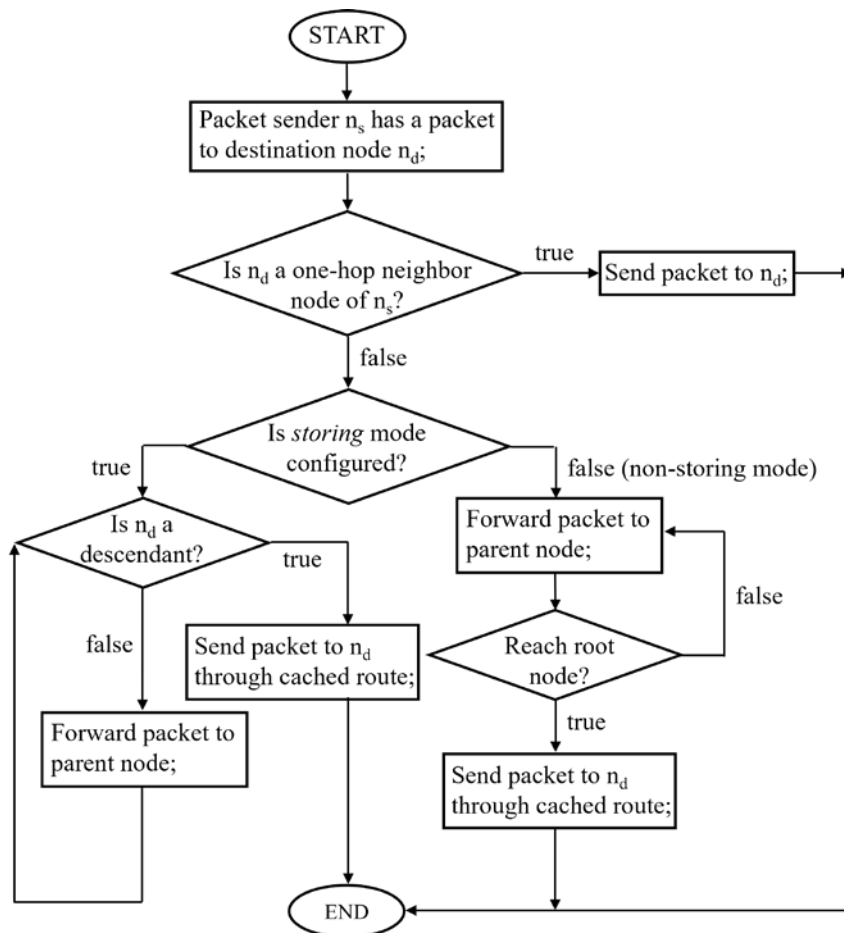 START
Packet sender nₛ has a packet
to destination node n_d;
Is n_d a one-hop neighbor
node of nₛ?
true
Send packet to n_d;
false
Is storing mode
configured?
true
false (non-storing mode)
Is n_d a
descendant?
true
Forward packet to
parent node;
false
false
Send packet to n_d
through cached route;
Reach root
node?
true
Forward packet to
parent node;
Send packet to n_d
through cached route;
END